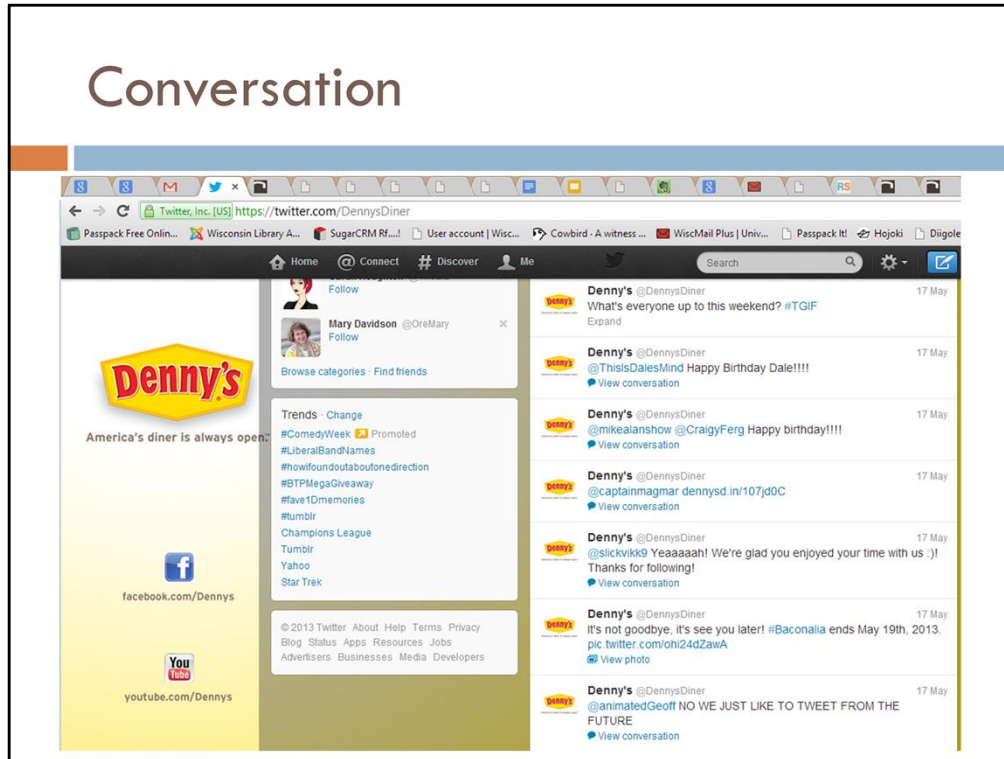 Conversation
Twitter, Inc. [US] https://twitter.com/DennysDiner
Passpack Free Onlin... Wisconsin Library A... SugarCRM Rf....! User account | Wisc... Cowbird - A witness ... WiscMail Plus | Univ... Passpack It! Hojoki Diigole
Home Connect Discover Me Search
Denny's
America's diner is always open.
facebook.com/Dennys
You Tube
youtube.com/Dennys
Follow
Mary Davidson @OreMary
Follow
Browse categories · Find friends
Trends · Change
#ComedyWeek Promoted
#LiberalBandNames
#howifoundoutaboutonedirection
#BTPMegaGiveaway
#fave1Dmemories
#tumblr
Champions League
Tumblr
Yahoo
Star Trek
© 2013 Twitter About Help Terms Privacy
Blog Status Apps Resources Jobs
Advertisers Businesses Media Developers
Denny's @DennysDiner 17 May
What's everyone up to this weekend? #TGIF
Expand
Denny's @DennysDiner 17 May
@ThisIsDalesMind Happy Birthday Dale!!!!
View conversation
Denny's @DennysDiner 17 May
@mikealanshow @CraigyFerg Happy birthday!!!!
View conversation
Denny's @DennysDiner 17 May
@captainmagmar dennysd.in/107jd0C
View conversation
Denny's @DennysDiner 17 May
@slickvikk9 Yeaaaaah! We're glad you enjoyed your time with us :)!
Thanks for following!
View conversation
Denny's @DennysDiner 17 May
It's not goodbye, it's see you later! #Baconalia ends May 19th, 2013.
pic.twitter.com/ohi24dZawA
View photo
Denny's @DennysDiner 17 May
@animatedGeoff NO WE JUST LIKE TO TWEET FROM THE
FUTURE
View conversation